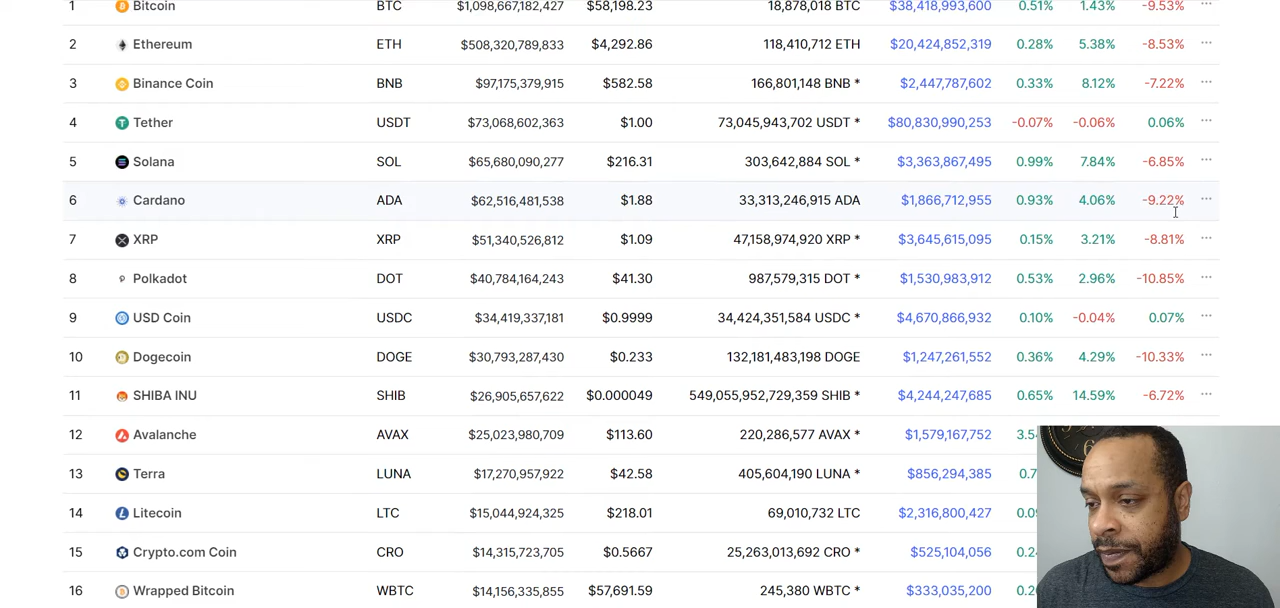 1 Bitcoin BTC $1,098,667,182,427 $58,198.23 18,878,018 BTC $38,418,993,600 0.51% 1.43% -9.53% ...
2 Ethereum ETH $508,320,789,833 $4,292.86 118,410,712 ETH $20,424,852,319 0.28% 5.38% -8.53% ...
3 Binance Coin BNB $97,175,379,915 $582.58 166,801,148 BNB * $2,447,787,602 0.33% 8.12% -7.22% ...
4 Tether USDT $73,068,602,363 $1.00 73,045,943,702 USDT * $80,830,990,253 -0.07% -0.06% 0.06% ...
5 Solana SOL $65,680,090,277 $216.31 303,642,884 SOL * $3,363,867,495 0.99% 7.84% -6.85% ...
6 Cardano ADA $62,516,481,538 $1.88 33,313,246,915 ADA $1,866,712,955 0.93% 4.06% -9.22% ...
7 XRP XRP $51,340,526,812 $1.09 47,158,974,920 XRP * $3,645,615,095 0.15% 3.21% -8.81% ...
8 Polkadot DOT $40,784,164,243 $41.30 987,579,315 DOT * $1,530,983,912 0.53% 2.96% -10.85% ...
9 USD Coin USDC $34,419,337,181 $0.9999 34,424,351,584 USDC * $4,670,866,932 0.10% -0.04% 0.07% ...
10 Dogecoin DOGE $30,793,287,430 $0.233 132,181,483,198 DOGE $1,247,261,552 0.36% 4.29% -10.33% ...
11 SHIBA INU SHIB $26,905,657,622 $0.000049 549,055,952,729,359 SHIB * $4,244,247,685 0.65% 14.59% -6.72% ...
12 Avalanche AVAX $25,023,980,709 $113.60 220,286,577 AVAX * $1,579,167,752
13 Terra LUNA $17,270,957,922 $42.58 405,604,190 LUNA * $856,294,385
14 Litecoin LTC $15,044,924,325 $218.01 69,010,732 LTC $2,316,800,427
15 Crypto.com Coin CRO $14,315,723,705 $0.5667 25,263,013,692 CRO * $525,104,056
16 Wrapped Bitcoin WBTC $14,156,335,855 $57,691.59 245,380 WBTC * $333,035,200